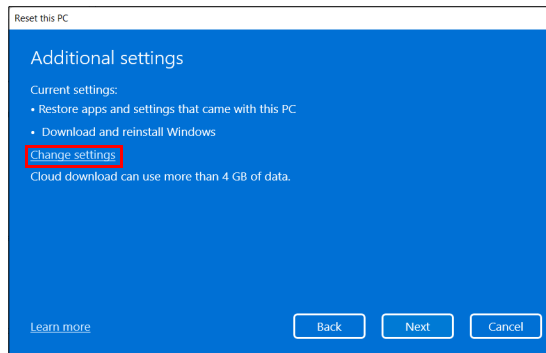 Reset this PC
Additional settings
Current settings:
• Restore apps and settings that came with this PC
• Download and reinstall Windows
Change settings
Cloud download can use more than 4 GB of data.
Learn more
Back
Next
Cancel